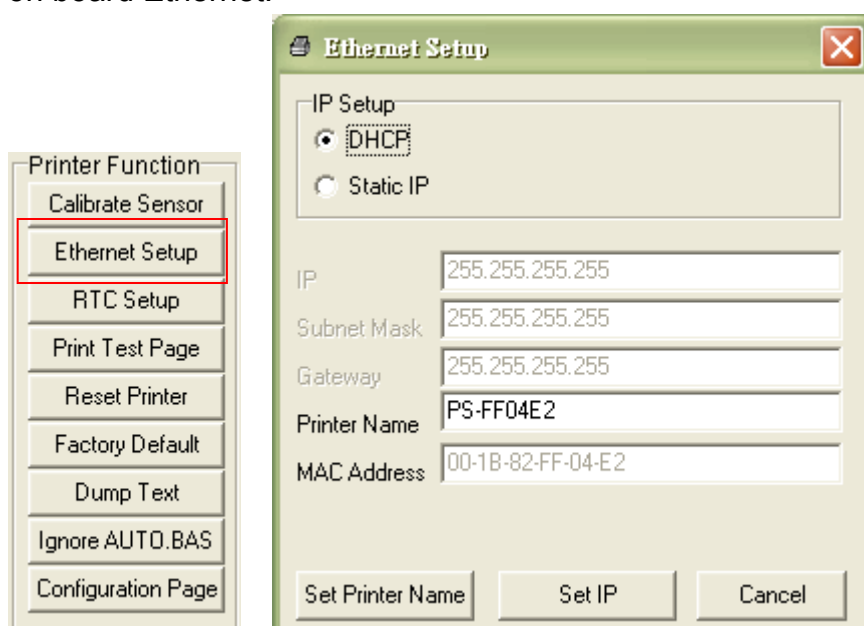 on board Ethernet.
Printer Function
Calibrate Sensor
Ethernet Setup
RTC Setup
Print Test Page
Reset Printer
Factory Default
Dump Text
Ignore AUTO.BAS
Configuration Page
Ethernet Setup
IP Setup
DHCP
Static IP
IP 255.255.255.255
Subnet Mask 255.255.255.255
Gateway 255.255.255.255
Printer Name PS-FF04E2
MAC Address 00-1B-82-FF-04-E2
Set Printer Name Set IP Cancel